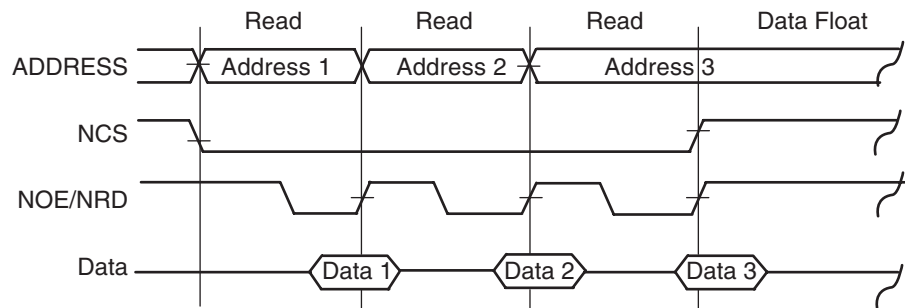 Read Read Read Data Float
ADDRESS Address 1 Address 2 Address 3
NCS
NOE/NRD
Data Data 1 Data 2 Data 3